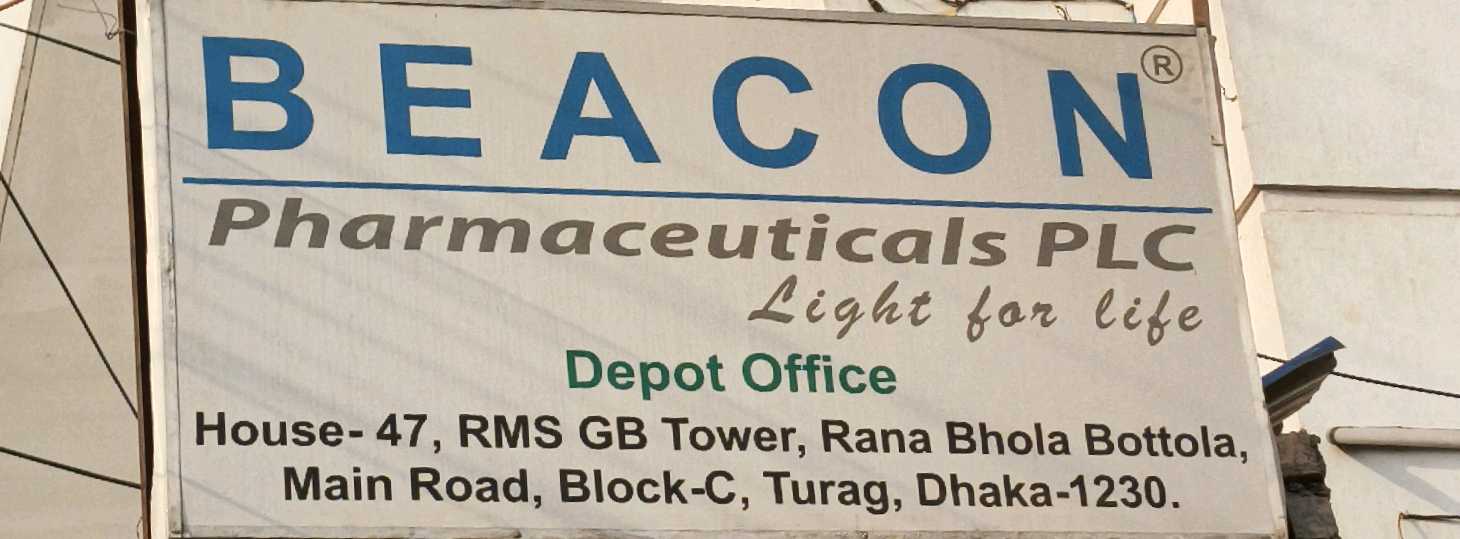 BEACON®
Pharmaceuticals PLC
Light for life
Depot Office
House- 47, RMS GB Tower, Rana Bhola Bottola,
Main Road, Block-C, Turag, Dhaka-1230.